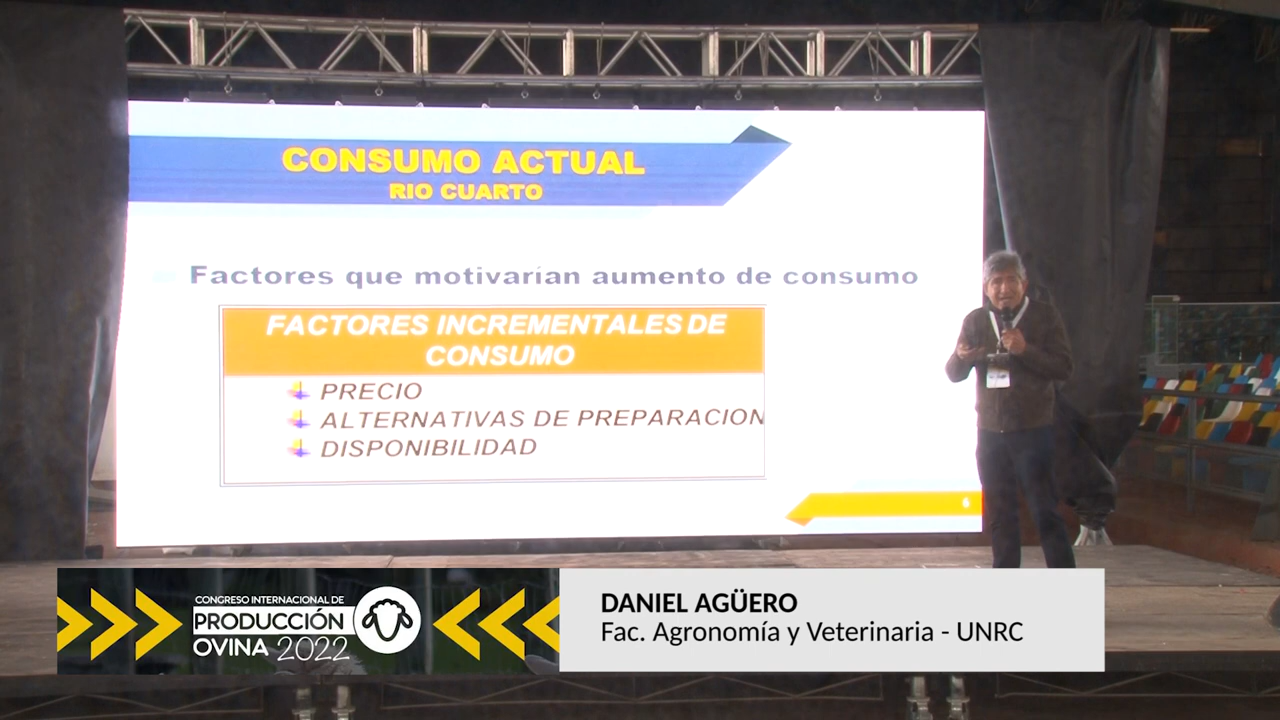 CONSUMO ACTUAL
RIO CUARTO
Factores que motivarían aumento de consumo
FACTORES INCREMENTALES DE
CONSUMO
PRECIO
ALTERNATIVAS DE PREPARACION
DISPONIBILIDAD
6
CONGRESO INTERNACIONAL DE
PRODUCCIÓN
OVINA 2022
DANIEL AGÜERO
Fac. Agronomía y Veterinaria - UNRC